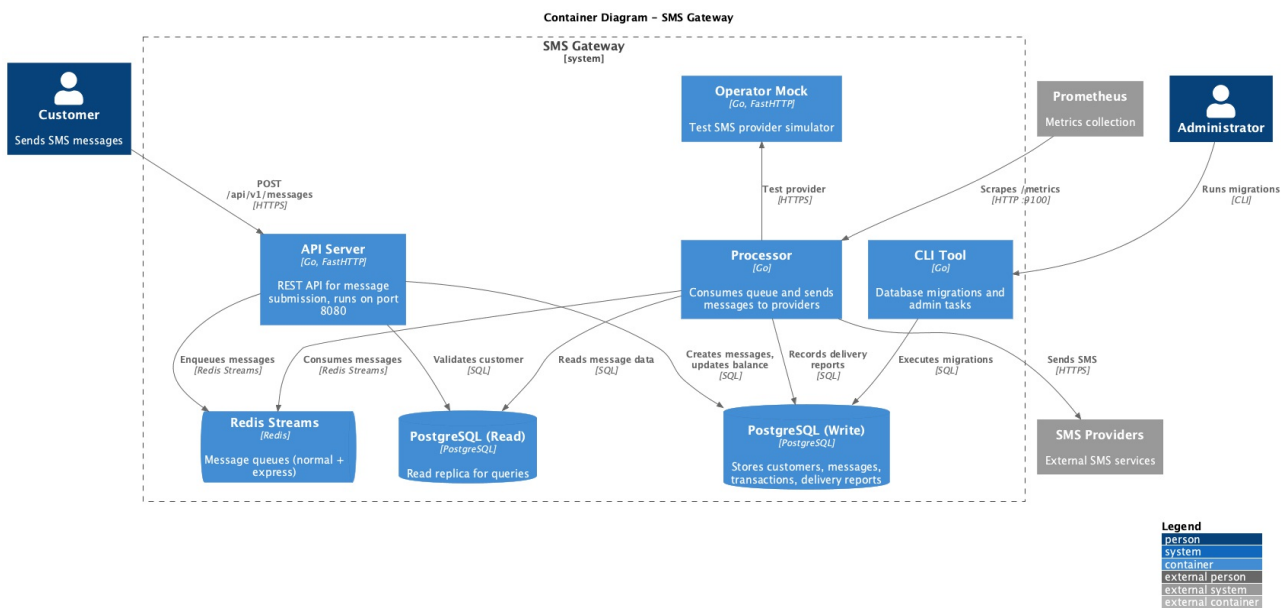 Container Diagram – SMS Gateway
SMS Gateway
[system]
Customer
Sends SMS messages
Operator Mock
[Go, FastHTTP]
Test SMS provider simulator
Prometheus
Metrics collection
Administrator
POST
/api/v1/messages
[HTTPS]
Test provider
[HTTPS]
Scrapes /metrics
[HTTP :9100]
Runs migrations
[CLI]
API Server
[Go, FastHTTP]
REST API for message
submission, runs on port
8080
Processor
[Go]
Consumes queue and sends
messages to providers
CLI Tool
[Go]
Database migrations and
admin tasks
Enqueues messages
[Redis Streams]
Consumes messages
[Redis Streams]
Validates customer
[SQL]
Reads message data
[SQL]
Creates messages,
updates balance
[SQL]
Records delivery
reports
[SQL]
Executes migrations
[SQL]
Sends SMS
[HTTPS]
Redis Streams
[Redis]
Message queues (normal +
express)
PostgreSQL (Read)
[PostgreSQL]
Read replica for queries
PostgreSQL (Write)
[PostgreSQL]
Stores customers, messages,
transactions, delivery reports
SMS Providers
External SMS services
Legend
person
system
container
external person
external system
external container